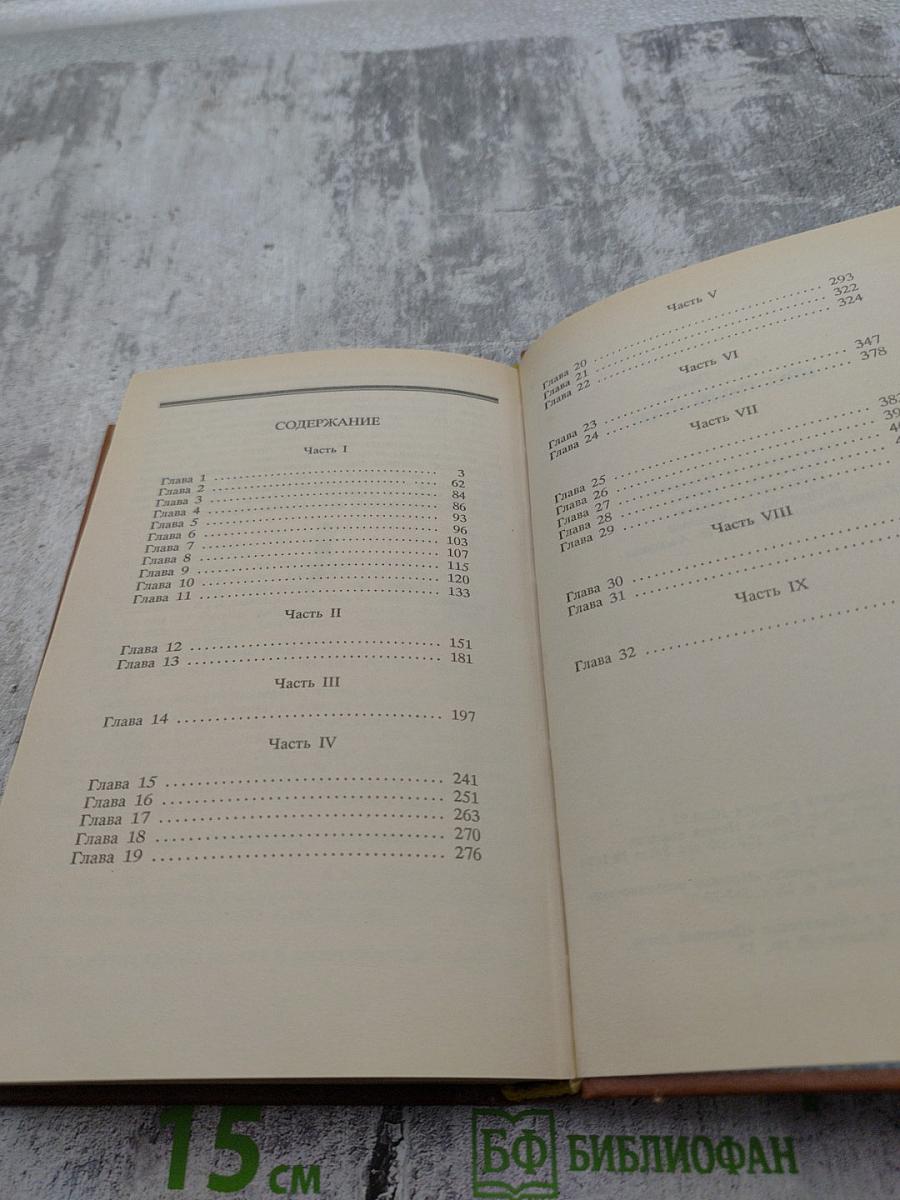 СОДЕРЖАНИЕ
Часть I
Глава 1 3
Глава 2 62
Глава 3 84
Глава 4 86
Глава 5 93
Глава 6 96
Глава 7 103
Глава 8 107
Глава 9 115
Глава 10 120
Глава 11 133
Часть II
Глава 12 151
Глава 13 181
Часть III
Глава 14 197
Часть IV
Глава 15 241
Глава 16 251
Глава 17 263
Глава 18 270
Глава 19 276
Часть V
Глава 20 293
Глава 21 322
Глава 22 324
Часть VI
Глава 23 347
Глава 24 378
Часть VII
Глава 25
Глава 26
Глава 27
Глава 28
Глава 29
Часть VIII
Глава 30
Глава 31
Часть IX
Глава 32
15 см
БФ БИБЛИОФАН